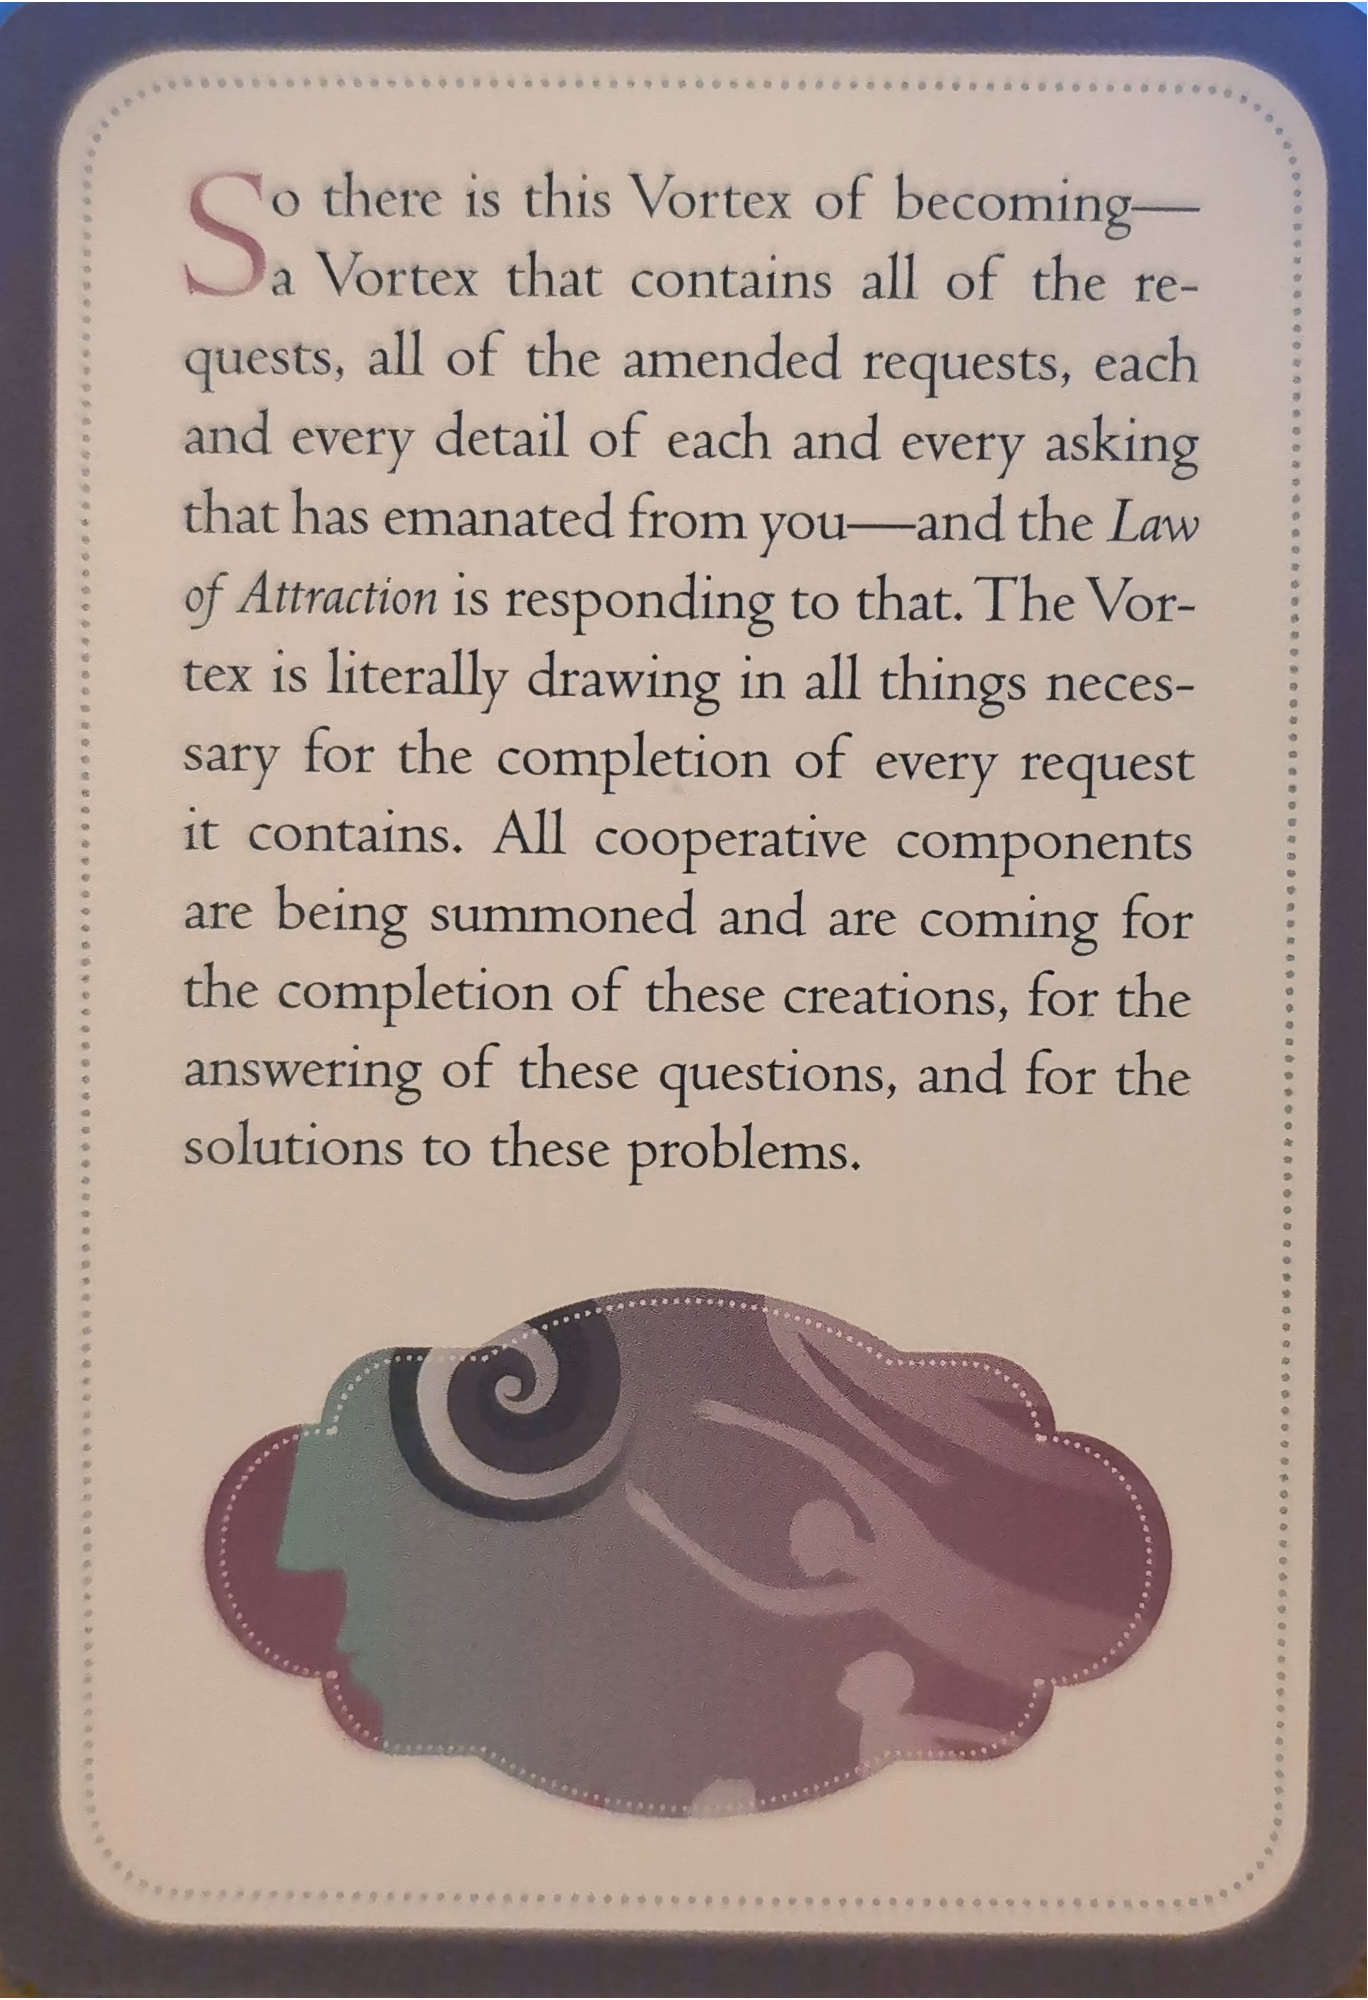 So there is this Vortex of becoming—
a Vortex that contains all of the re-
quests, all of the amended requests, each
and every detail of each and every asking
that has emanated from you—and the Law
of Attraction is responding to that. The Vor-
tex is literally drawing in all things neces-
sary for the completion of every request
it contains. All cooperative components
are being summoned and are coming for
the completion of these creations, for the
answering of these questions, and for the
solutions to these problems.